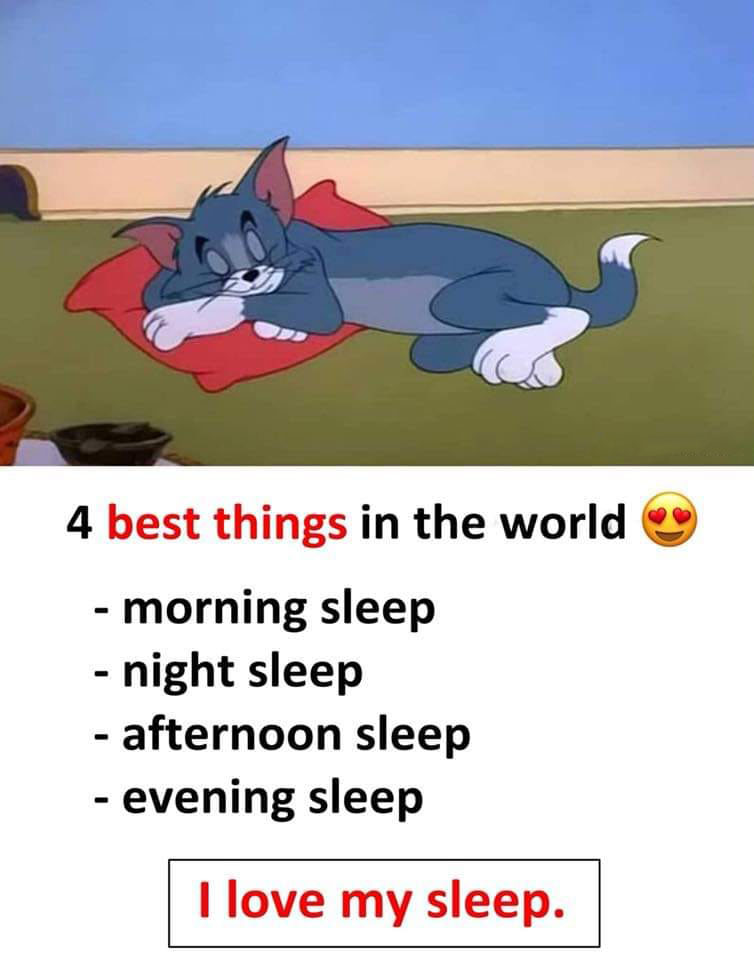 4 best things in the world 😍
- morning sleep
- night sleep
- afternoon sleep
- evening sleep
I love my sleep.